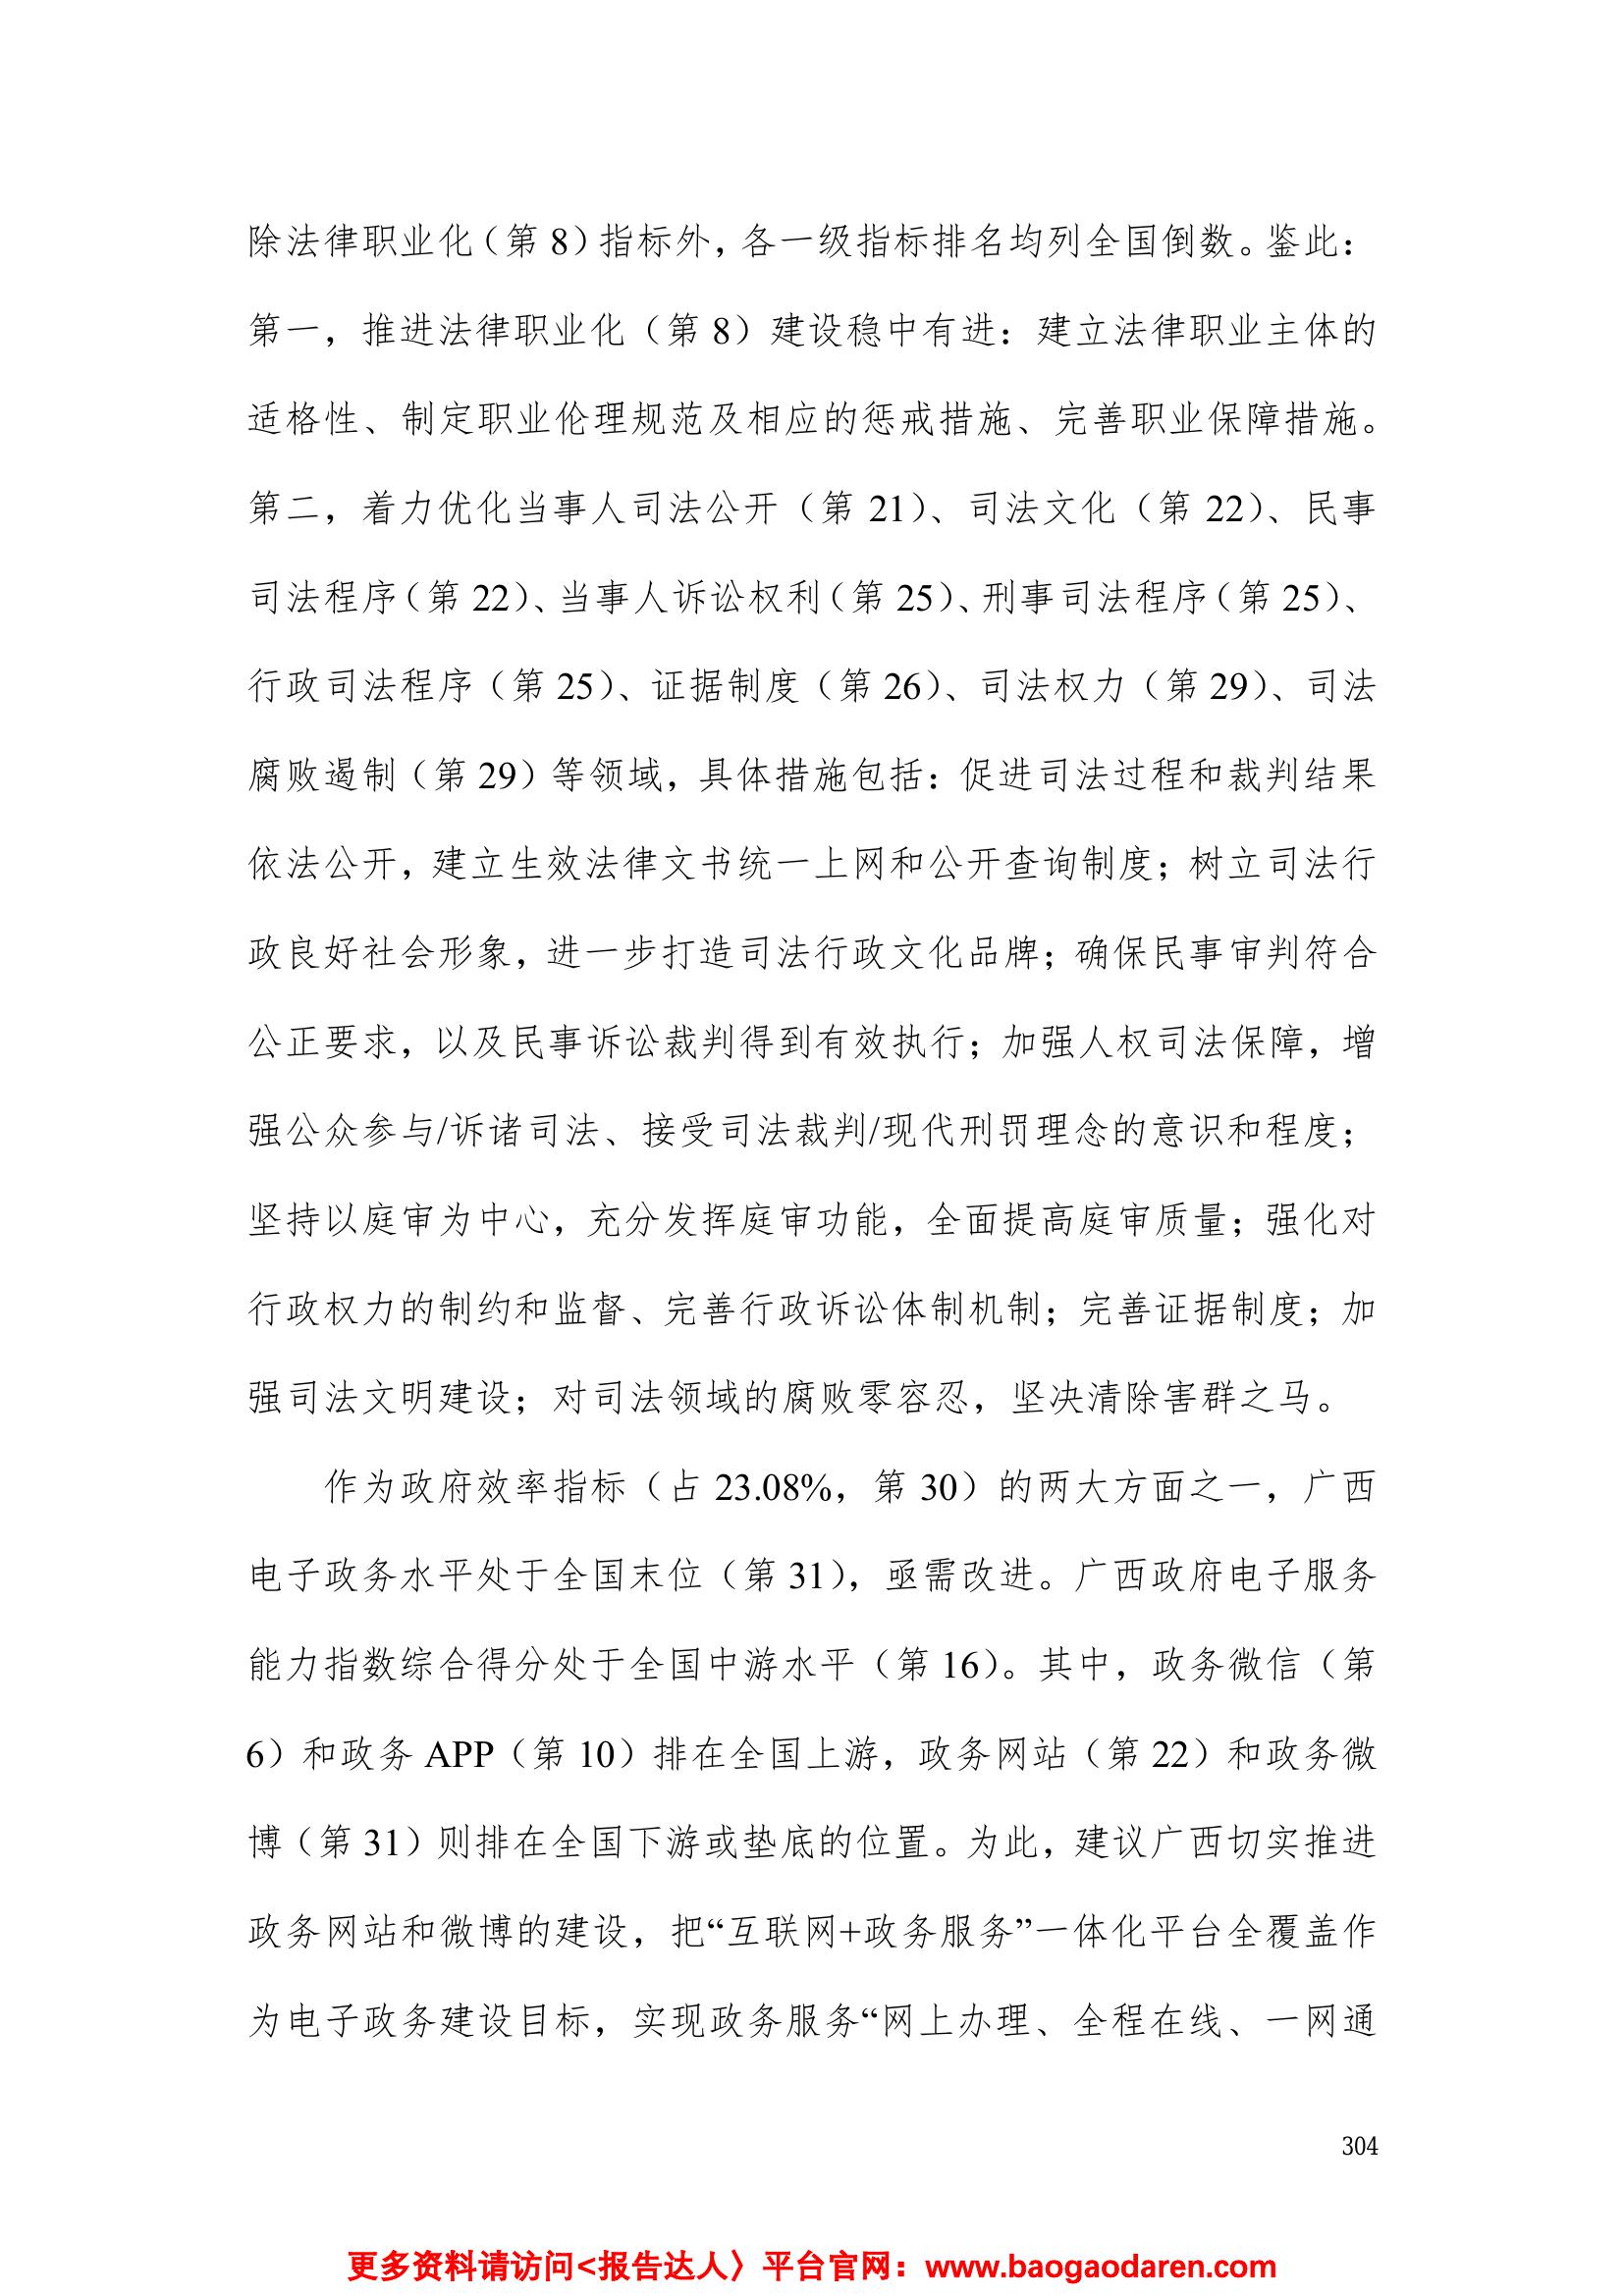 除法律职业化（第 8）指标外，各一级指标排名均列全国倒数。鉴此：
第一，推进法律职业化（第 8）建设稳中有进：建立法律职业主体的
适格性、制定职业伦理规范及相应的惩戒措施、完善职业保障措施。
第二，着力优化当事人司法公开（第 21）、司法文化（第 22）、民事
司法程序（第 22）、当事人诉讼权利（第 25）、刑事司法程序（第 25）、
行政司法程序（第 25）、证据制度（第 26）、司法权力（第 29）、司法
腐败遏制（第 29）等领域，具体措施包括：促进司法过程和裁判结果
依法公开，建立生效法律文书统一上网和公开查询制度；树立司法行
政良好社会形象，进一步打造司法行政文化品牌；确保民事审判符合
公正要求，以及民事诉讼裁判得到有效执行；加强人权司法保障，增
强公众参与/诉诸司法、接受司法裁判/现代刑罚理念的意识和程度；
坚持以庭审为中心，充分发挥庭审功能，全面提高庭审质量；强化对
行政权力的制约和监督、完善行政诉讼体制机制；完善证据制度；加
强司法文明建设；对司法领域的腐败零容忍，坚决清除害群之马。
作为政府效率指标（占 23.08%，第 30）的两大方面之一，广西
电子政务水平处于全国末位（第 31），亟需改进。广西政府电子服务
能力指数综合得分处于全国中游水平（第 16）。其中，政务微信（第
6）和政务 APP（第 10）排在全国上游，政务网站（第 22）和政务微
博（第 31）则排在全国下游或垫底的位置。为此，建议广西切实推进
政务网站和微博的建设，把“互联网+政务服务”一体化平台全覆盖作
为电子政务建设目标，实现政务服务“网上办理、全程在线、一网通
304
更多资料请访问<报告达人〉平台官网：www.baogaodaren.com